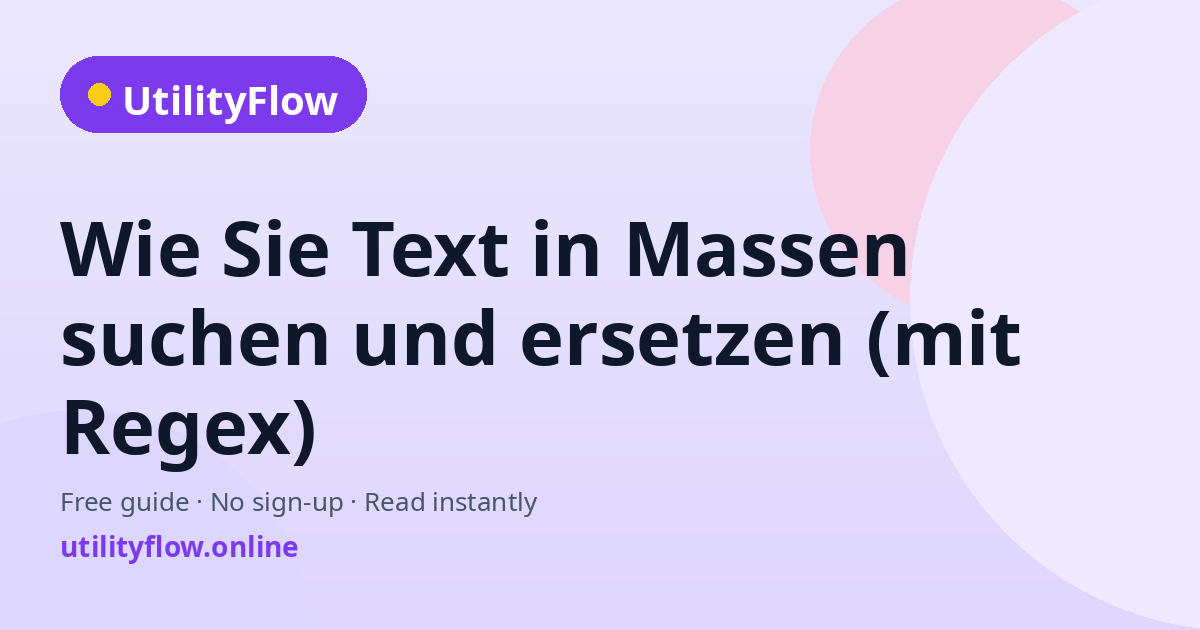 UtilityFlow
Wie Sie Text in Massen
suchen und ersetzen (mit
Regex)
Free guide · No sign-up · Read instantly
utilityflow.online